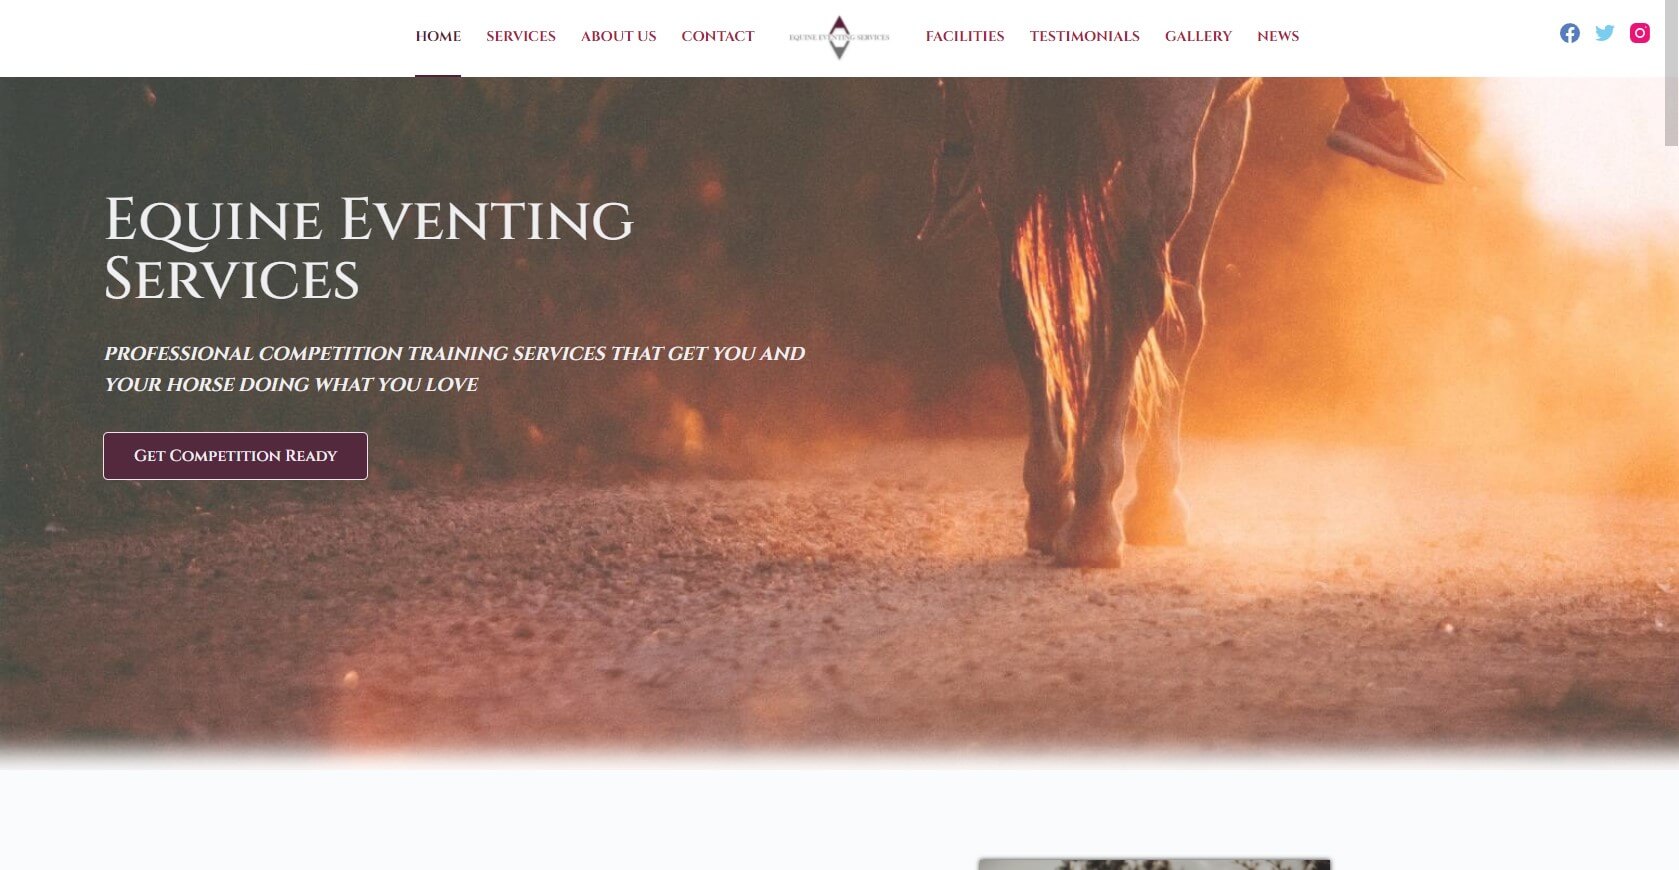 HOME SERVICES ABOUT US CONTACT EQUINE EVENTING SERVICES FACILITIES TESTIMONIALS GALLERY NEWS
EQUINE EVENTING
SERVICES
PROFESSIONAL COMPETITION TRAINING SERVICES THAT GET YOU AND
YOUR HORSE DOING WHAT YOU LOVE
GET COMPETITION READY